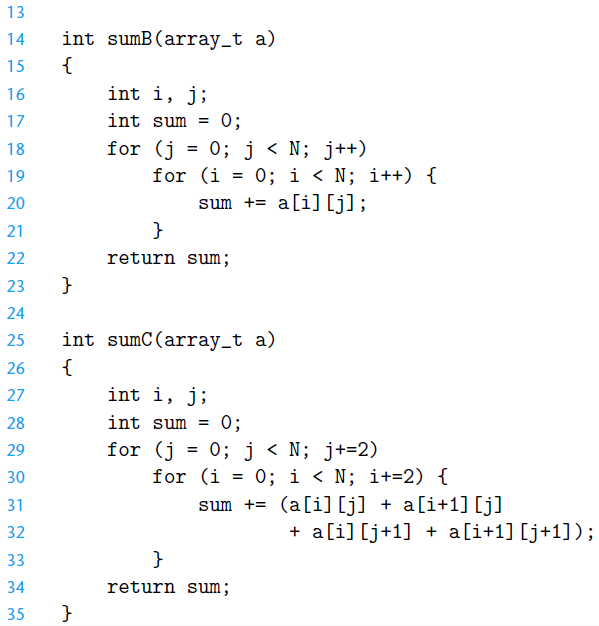 13
14 int sumB(array_t a)
15 {
16     int i, j;
17     int sum = 0;
18     for (j = 0; j < N; j++)
19         for (i = 0; i < N; i++) {
20             sum += a[i][j];
21         }
22     return sum;
23 }
24
25 int sumC(array_t a)
26 {
27     int i, j;
28     int sum = 0;
29     for (j = 0; j < N; j+=2)
30         for (i = 0; i < N; i+=2) {
31             sum += (a[i][j] + a[i+1][j]
32                     + a[i][j+1] + a[i+1][j+1]);
33         }
34     return sum;
35 }